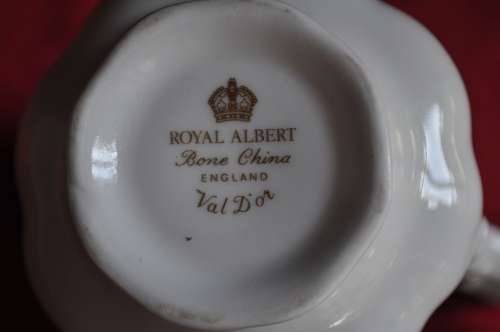 ROYAL ALBERT
Bone China
ENGLAND
Val D'or